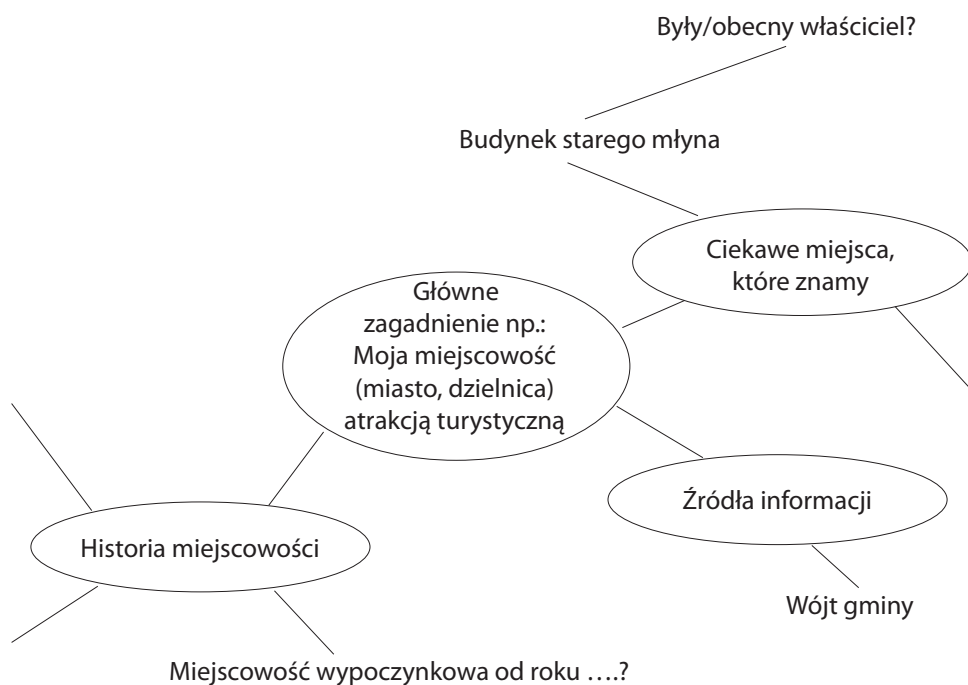 Były/obecny właściciel?
Budynek starego młyna
Ciekawe miejsca,
które znamy
Główne
zagadnienie np.:
Moja miejscowość
(miasto, dzielnica)
atrakcją turystyczną
Źródła informacji
Historia miejscowości
Wójt gminy
Miejscowość wypoczynkowa od roku ….?